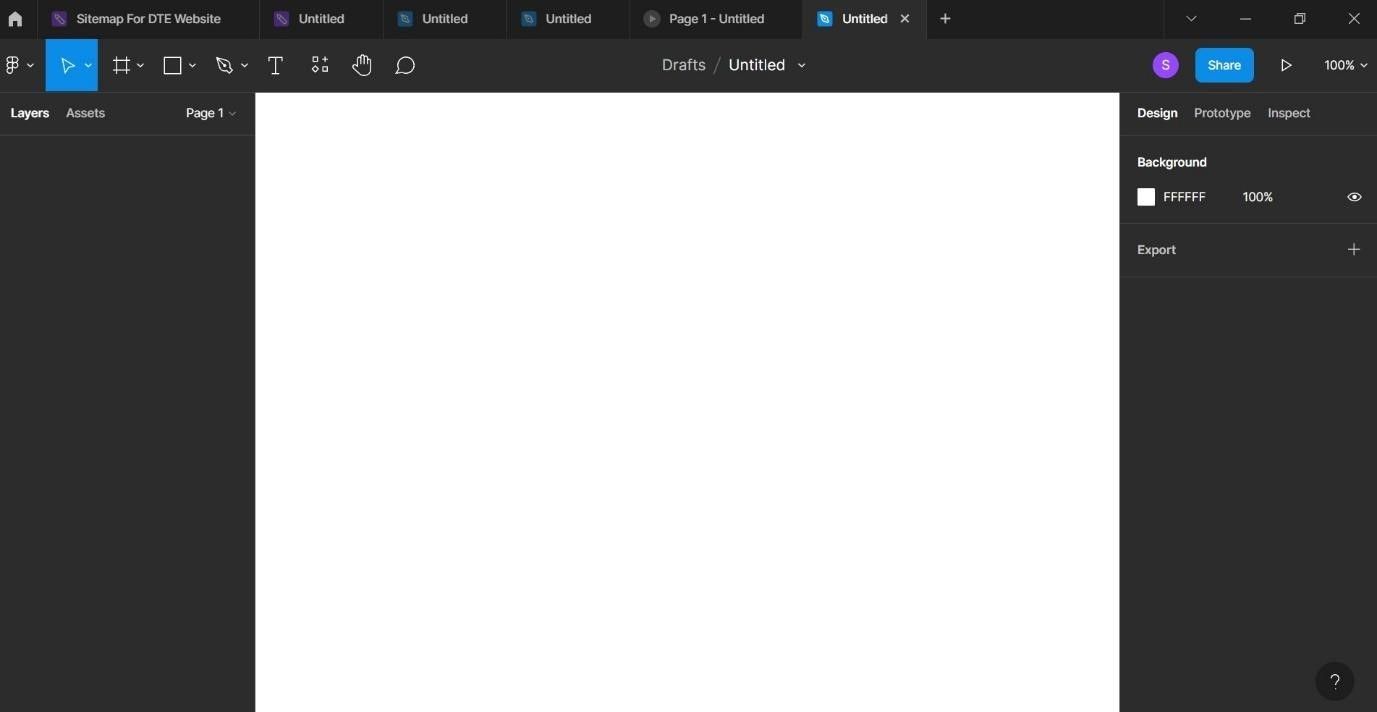 Sitemap For DTE Website Untitled Untitled Untitled Page 1 - Untitled Untitled
Drafts / Untitled S Share 100%
Layers Assets Page 1 Design Prototype Inspect
Background
FFFFFF 100%
Export
?